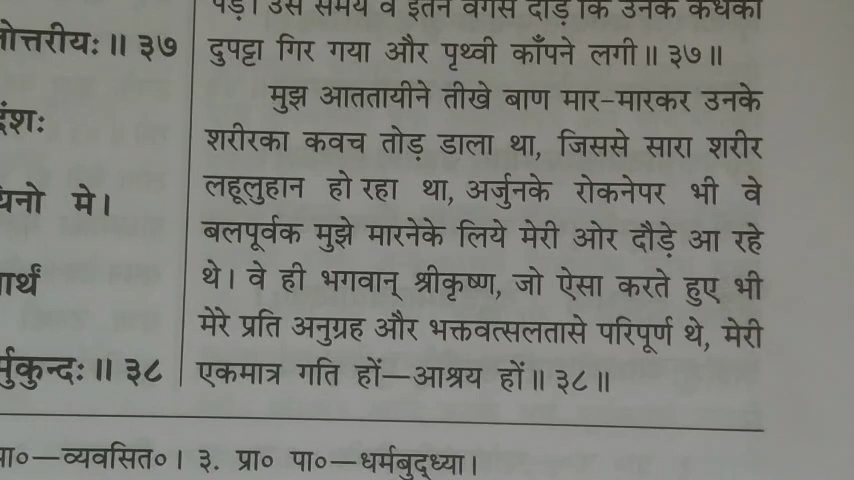 पड़े। उस समय वे इतने वेगसे दौड़े कि उनके कंधेका
दुपट्टा गिर गया और पृथ्वी काँपने लगी॥ ३७॥
मुझ आततायीने तीखे बाण मार-मारकर उनके
शरीरका कवच तोड़ डाला था, जिससे सारा शरीर
लहूलुहान हो रहा था, अर्जुनके रोकनेपर भी वे
बलपूर्वक मुझे मारनेके लिये मेरी ओर दौड़े आ रहे
थे। वे ही भगवान् श्रीकृष्ण, जो ऐसा करते हुए भी
मेरे प्रति अनुग्रह और भक्तवत्सलतासे परिपूर्ण थे, मेरी
एकमात्र गति हों—आश्रय हों॥ ३८॥
त्तरीयः॥ ३७
मे।
र्मुकुन्दः॥ ३८
पा०—व्यवसित०। ३. प्रा० पा०—धर्मबुद्ध्या।